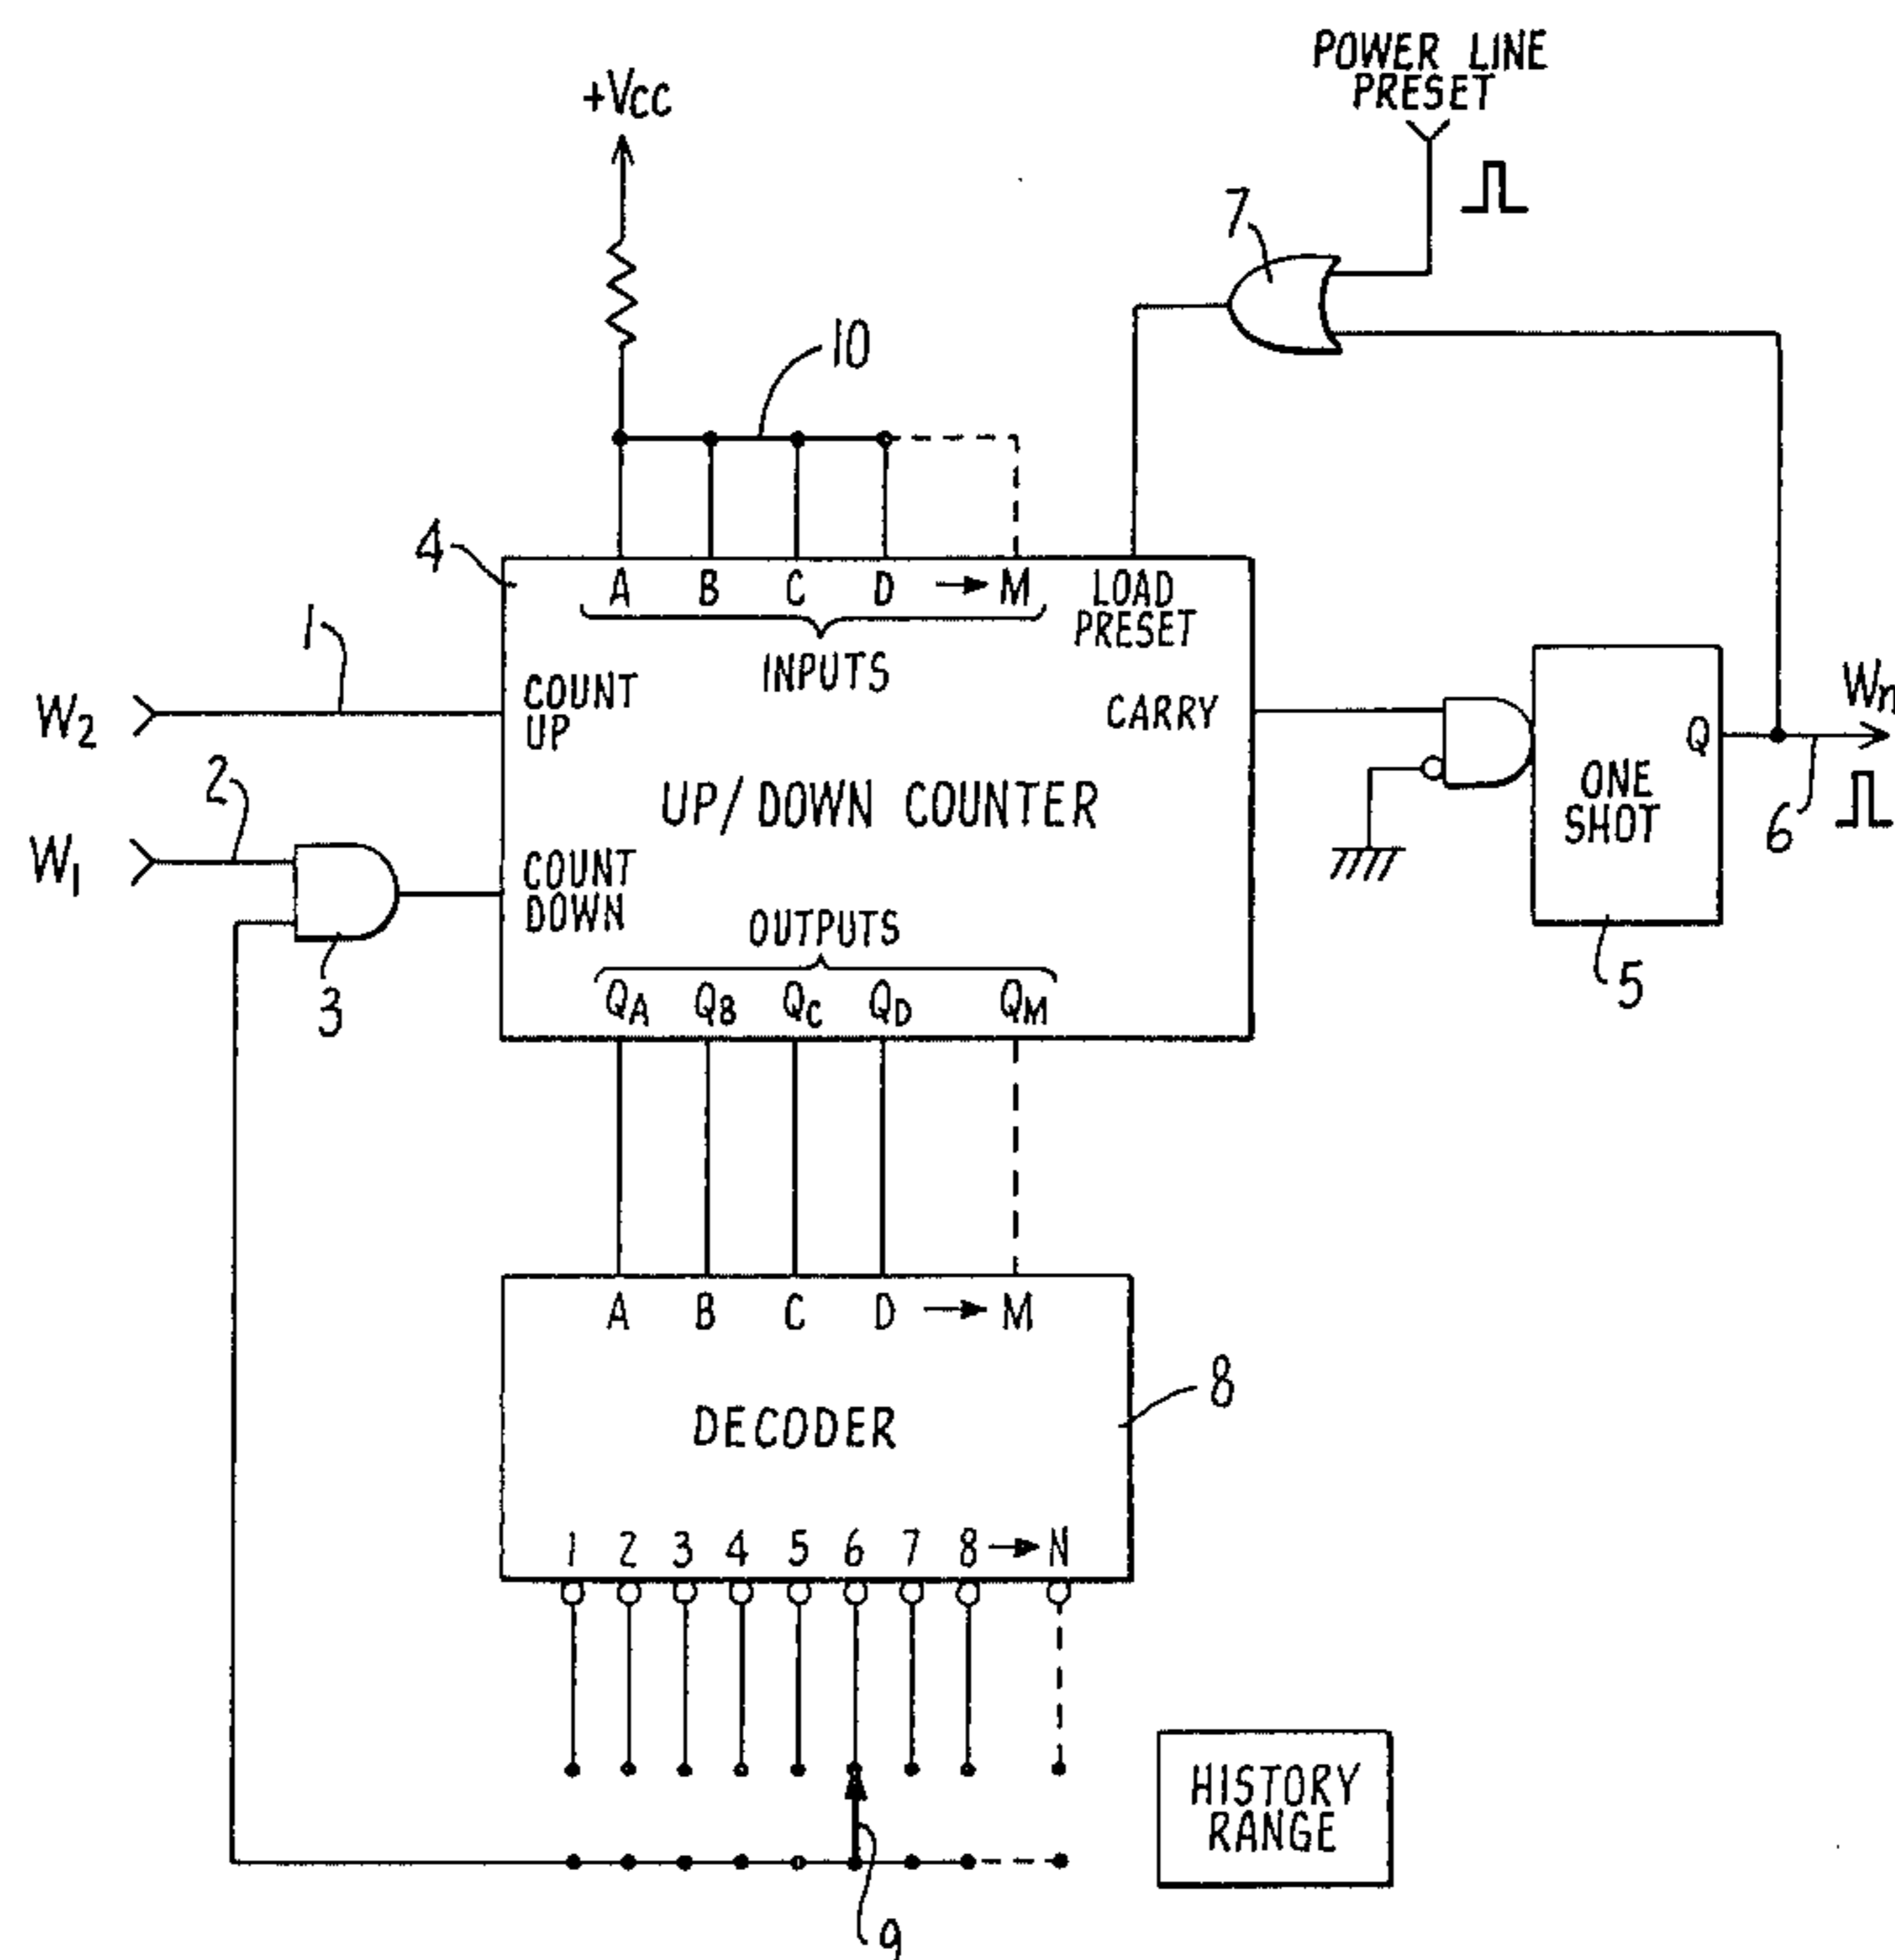 POWER LINE
PRESET
+VCC
7
10
4
A B C D → M
LOAD
PRESET
INPUTS
1
W2
COUNT
UP
CARRY
Wn
Q
2
UP/DOWN COUNTER
ONE
SHOT
6
W1
COUNT
DOWN
3
OUTPUTS
5
QA QB QC QD QM
A B C D → M
8
DECODER
1 2 3 4 5 6 7 8 → N
HISTORY
RANGE
9